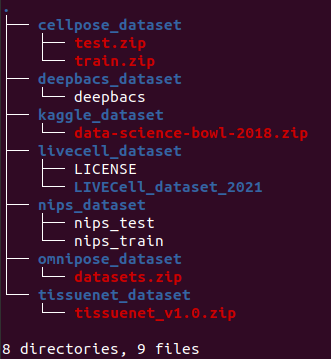 .
├── cellpose_dataset
│   ├── test.zip
│   └── train.zip
├── deepbacs_dataset
│   └── deepbacs
├── kaggle_dataset
│   └── data-science-bowl-2018.zip
├── livecell_dataset
│   ├── LICENSE
│   └── LIVECell_dataset_2021
├── nips_dataset
│   ├── nips_test
│   └── nips_train
├── omnipose_dataset
│   └── datasets.zip
└── tissuenet_dataset
    └── tissuenet_v1.0.zip
8 directories, 9 files